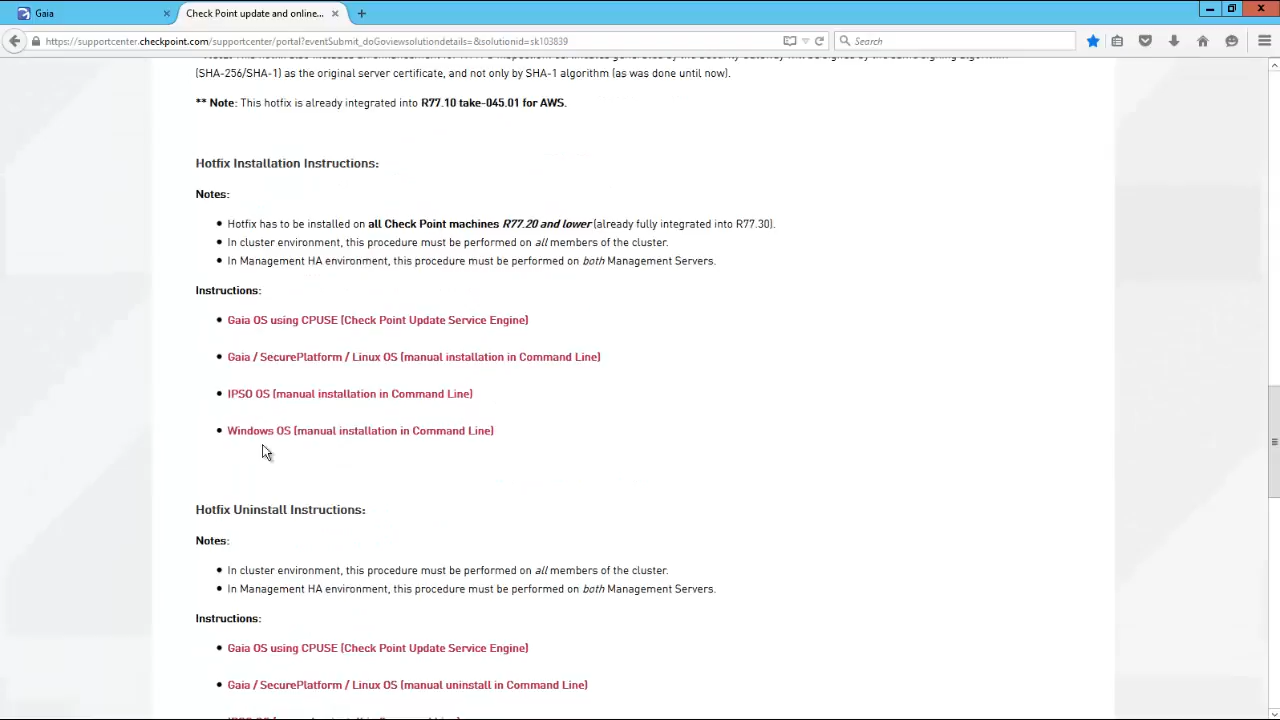 Gaia
Check Point update and online...
https://supportcenter.checkpoint.com/supportcenter/portal?eventSubmit_doGoviewsolutiondetails=&solutionid=sk103839
Search
(SHA-256/SHA-1) as the original server certificate, and not only by SHA-1 algorithm (as was done until now).
** Note: This hotfix is already integrated into R77.10 take-045.01 for AWS.
Hotfix Installation Instructions:
Notes:
Hotfix has to be installed on all Check Point machines R77.20 and lower (already fully integrated into R77.30).
In cluster environment, this procedure must be performed on all members of the cluster.
In Management HA environment, this procedure must be performed on both Management Servers.
Instructions:
Gaia OS using CPUSE (Check Point Update Service Engine)
Gaia / SecurePlatform / Linux OS (manual installation in Command Line)
IPSO OS (manual installation in Command Line)
Windows OS (manual installation in Command Line)
Hotfix Uninstall Instructions:
Notes:
In cluster environment, this procedure must be performed on all members of the cluster.
In Management HA environment, this procedure must be performed on both Management Servers.
Instructions:
Gaia OS using CPUSE (Check Point Update Service Engine)
Gaia / SecurePlatform / Linux OS (manual uninstall in Command Line)